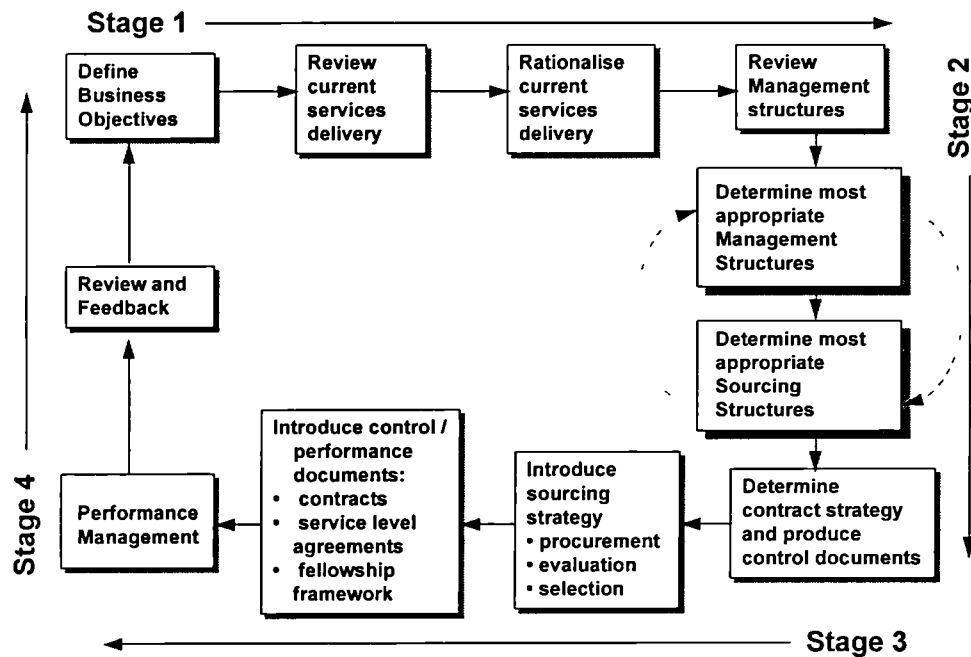 Stage 1
Define
Business
Objectives
Review
current
services
delivery
Rationalise
current
services
delivery
Review
Management
structures
Stage 2
Determine most
appropriate
Management
Structures
Determine most
appropriate
Sourcing
Structures
Determine
contract strategy
and produce
control documents
Introduce
sourcing
strategy
• procurement
• evaluation
• selection
Introduce control /
performance
documents:
• contracts
• service level
agreements
• fellowship
framework
Stage 3
Performance
Management
Review and
Feedback
Stage 4